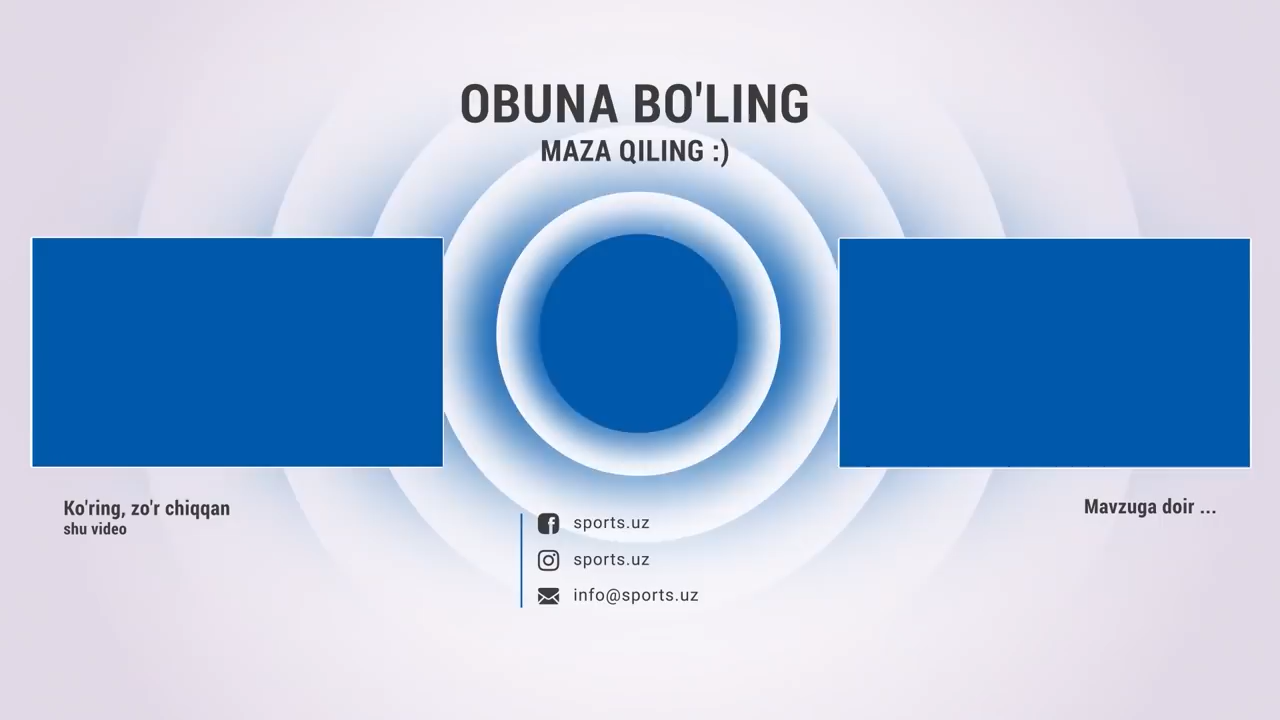 OBUNA BO'LING
MAZA QILING :)
Ko'ring, zo'r chiqqan
shu video
Mavzuga doir ...
sports.uz
sports.uz
info@sports.uz